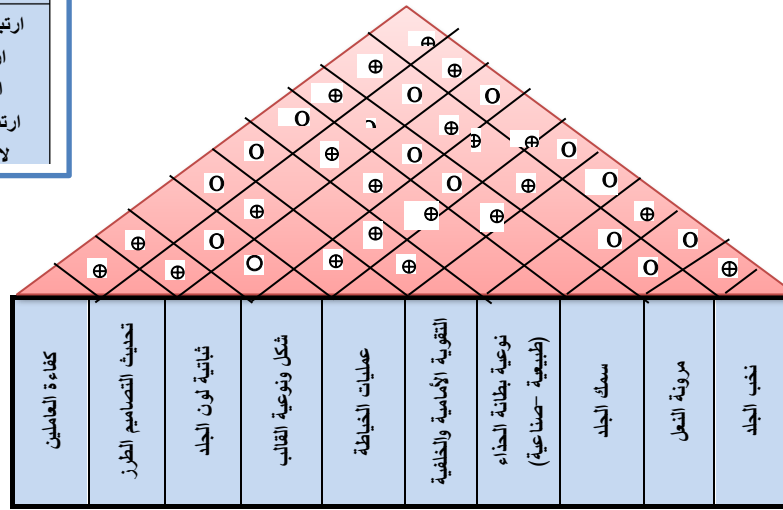 كفاءة العاملين
تحديث التصاميم الطرز
ثباتية لون الجلد
شكل ونوعية القالب
عمليات الخياطة
التقوية الأمامية والخلفية
نوعية بطانة الحذاء
(طبيعية -صناعية)
سمك الجلد
مرونة النعل
نخب الجلد